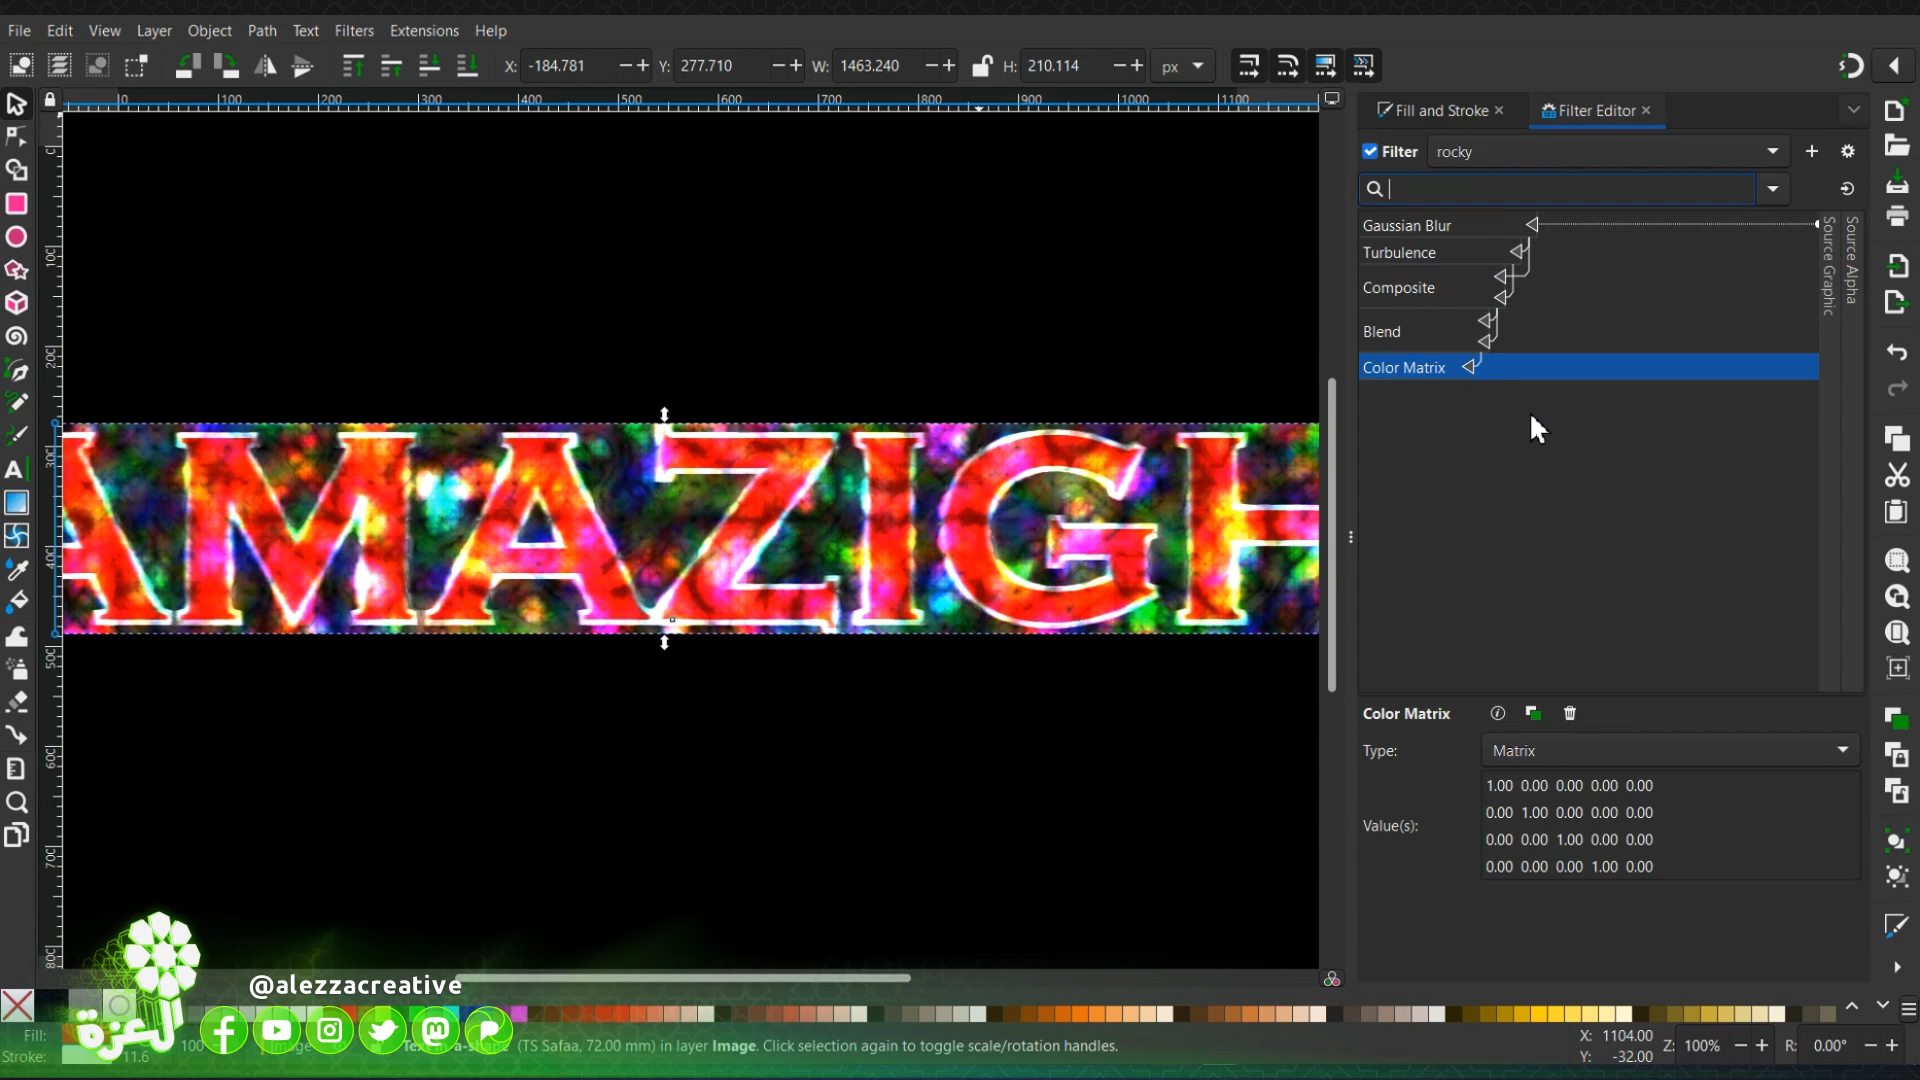 File Edit View Layer Object Path Text Filters Extensions Help
X: -184.781 Y: 277.710 W: 1463.240 H: 210.114 px
Fill and Stroke Filter Editor
Filter rocky
Gaussian Blur
Turbulence
Composite
Blend
Color Matrix
Source Graphic
Source Alpha
AMAZIGH
Color Matrix
Type: Matrix
Value(s):
1.00 0.00 0.00 0.00 0.00
0.00 1.00 0.00 0.00 0.00
0.00 0.00 1.00 0.00 0.00
0.00 0.00 0.00 1.00 0.00
@alezzacreative
لعزة
Fill:
Stroke: 11.6
100
(TS Safaa, 72.00 mm) in layer Image. Click selection again to toggle scale/rotation handles.
X: 1104.00
Y: -32.00
Z: 100% R: 0.00°